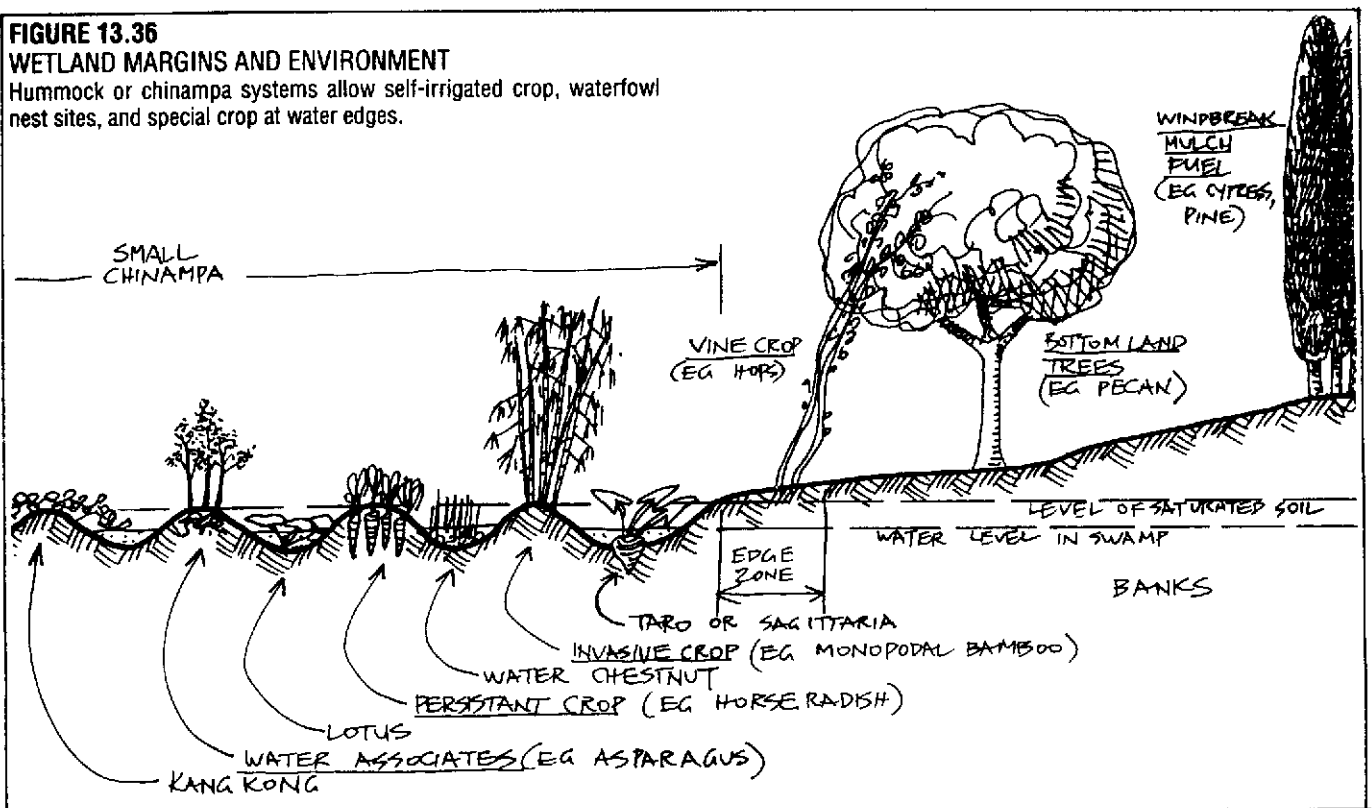 FIGURE 13.36
WETLAND MARGINS AND ENVIRONMENT
Hummock or chinampa systems allow self-irrigated crop, waterfowl
nest sites, and special crop at water edges.
WINDBREAK
MULCH
FUEL
(EG CYPRES,
PINE)
SMALL
CHINAMPA
VINE CROP
(EG HOPS)
BOTTOM LAND
TREES
(EG PECAN)
LEVEL OF SATURATED SOIL
WATER LEVEL IN SWAMP
EDGE
ZONE
BANKS
TARO OR SAGITTARIA
INVASIVE CROP (EG MONOPODAL BAMBOO)
WATER CHESTNUT
PERSISTANT CROP (EG HORSERADISH)
LOTUS
WATER ASSOCIATES (EG ASPARAGUS)
KANG KONG